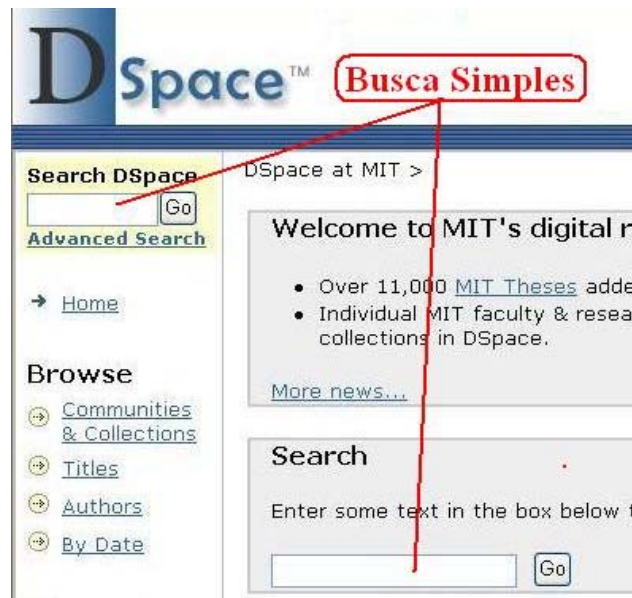 DSpace™
Busca Simples
Search DSpace
Go
Advanced Search
Home
Browse
Communities
& Collections
Titles
Authors
By Date
DSpace at MIT >
Welcome to MIT's digital r
Over 11,000 MIT Theses adde
Individual MIT faculty & resea
collections in DSpace.
More news...
Search
Enter some text in the box below t
Go